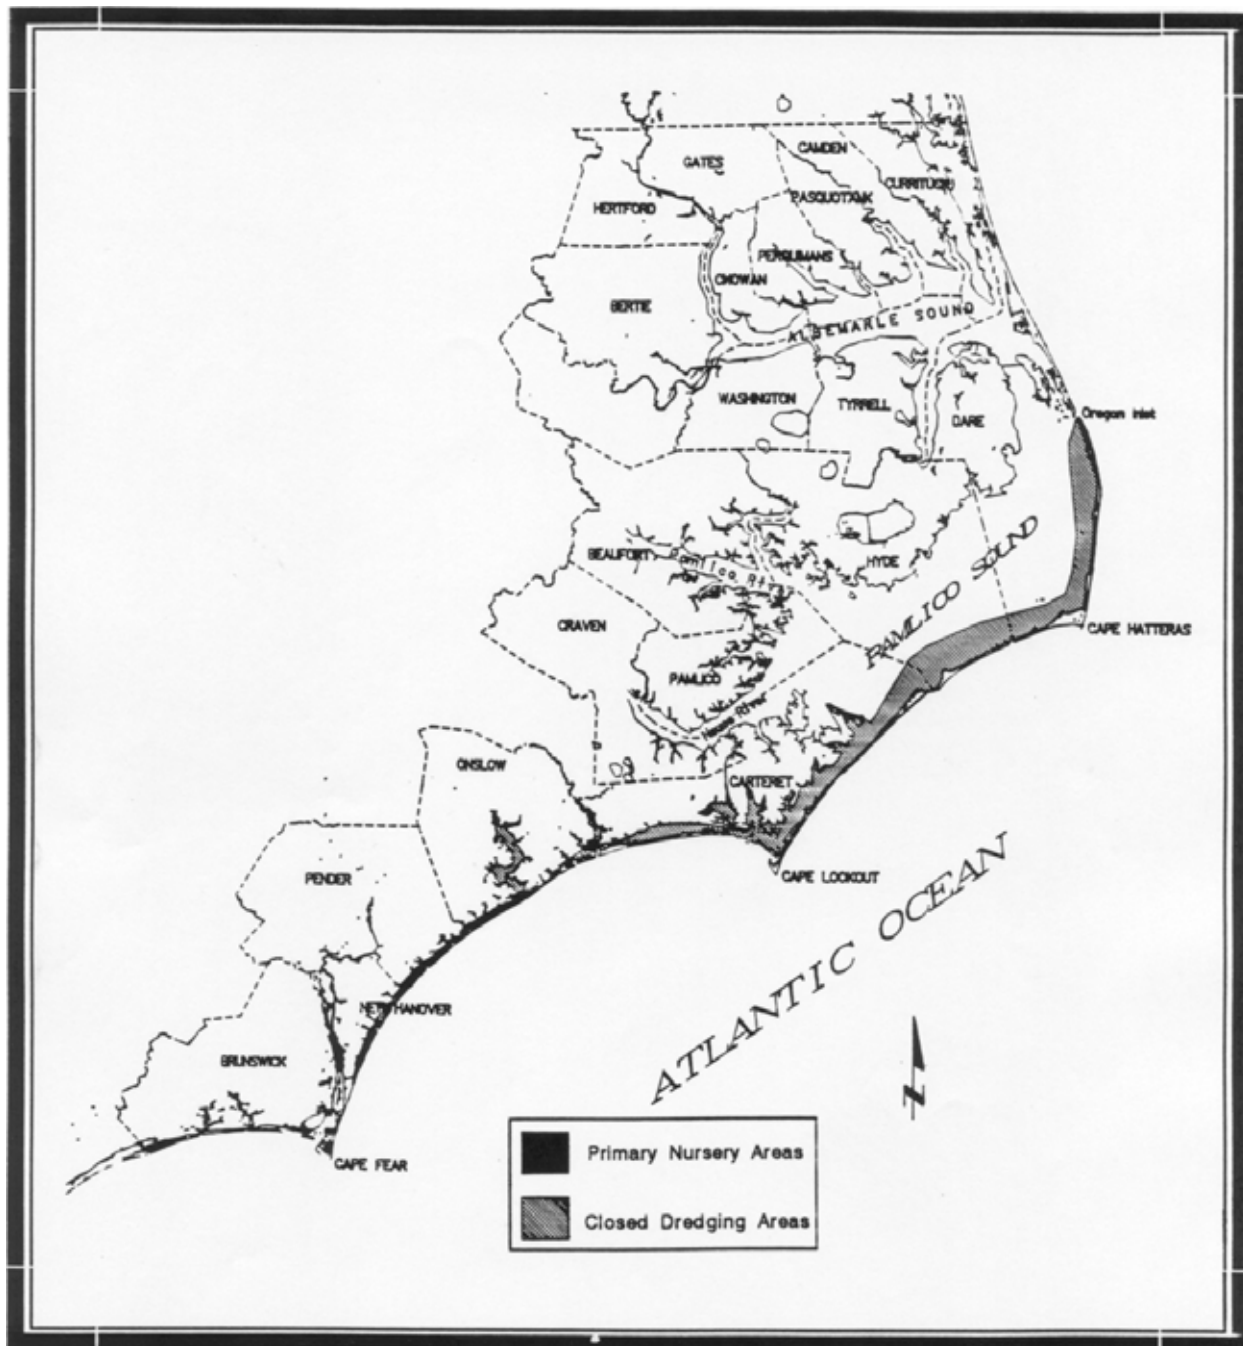 CAMDEN
GATES
CURRITUCK
PASQUOTANK
HERTFORD
PERQUIMANS
CHOWAN
BERTIE
ALBEMARLE SOUND
WASHINGTON
TYRRELL
DARE
Oregon Inlet
PAMLICO SOUND
BEAUFORT
Pamlico
HYDE
CRAVEN
CAPE HATTERAS
PAMLICO
Neuse River
ONSLOW
CARTERET
PENDER
CAPE LOOKOUT
ATLANTIC OCEAN
NEW HANOVER
BRUNSWICK
N
CAPE FEAR
Primary Nursery Areas
Closed Dredging Areas